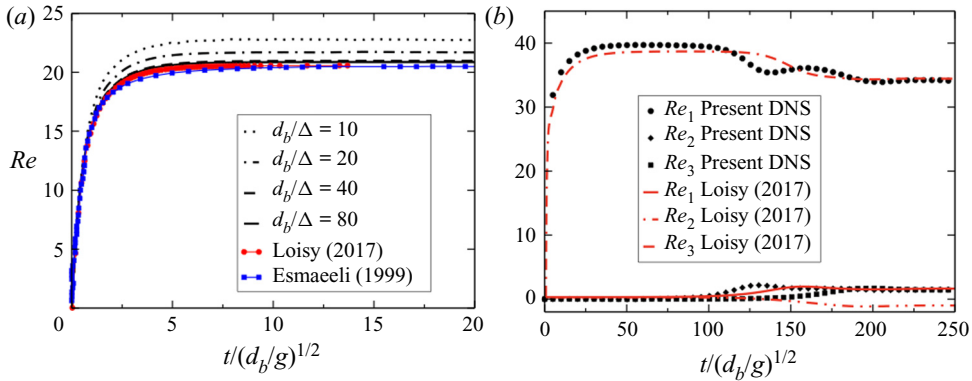 (a)
25
20
15
Re
10
5
0
5
10
15
20
t/(d_b/g)^{1/2}
d_b/Δ = 10
d_b/Δ = 20
d_b/Δ = 40
d_b/Δ = 80
Loisy (2017)
Esmaeeli (1999)
(b)
40
30
20
10
0
0
50
100
150
200
250
t/(d_b/g)^{1/2}
Re_1 Present DNS
Re_2 Present DNS
Re_3 Present DNS
Re_1 Loisy (2017)
Re_2 Loisy (2017)
Re_3 Loisy (2017)